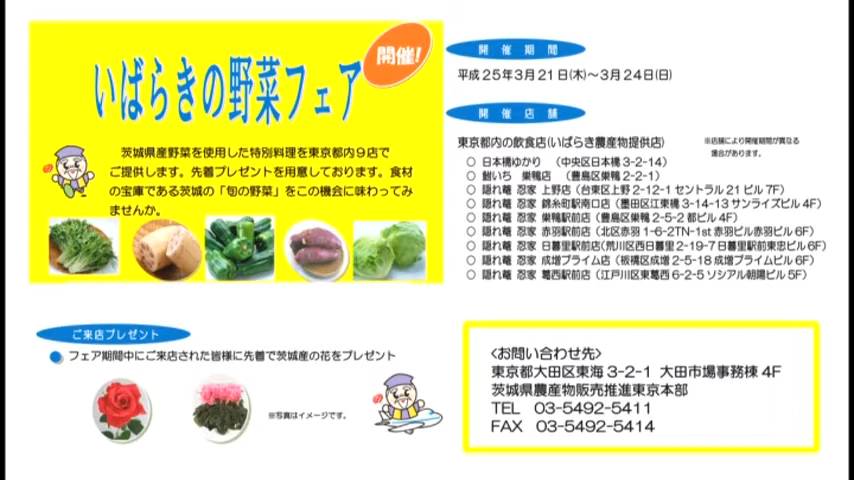 開催!
いばらきの野菜フェア
茨城県産野菜を使用した特別料理を東京都内9店で
ご提供します。先着プレゼントを用意しております。食材
の宝庫である茨城の「旬の野菜」をこの機会に味わってみ
ませんか。
開催期間
平成25年3月21日(木)～3月24日(日)
開催店舗
東京都内の飲食店(いばらき農産物提供店)
※店舗により開催期間が異なる
場合があります。
○ 日本橋ゆかり （中央区日本橋3-2-14）
○ 鮨いち 巣鴨店 （豊島区巣鴨2-2-1）
○ 隠れ菴 忍家 上野店（台東区上野2-12-1セントラル21ビル7F）
○ 隠れ菴 忍家 錦糸町駅南口店（墨田区江東橋3-14-13サンライズビル4F）
○ 隠れ菴 忍家 巣鴨駅前店（豊島区巣鴨2-5-2都ビル4F）
○ 隠れ菴 忍家 赤羽駅前店（北区赤羽1-6-2TN-1st赤羽ビル赤羽ビル6F）
○ 隠れ菴 忍家 日暮里駅前店(荒川区西日暮里2-19-7日暮里駅前東忠ビル6F)
○ 隠れ菴 忍家 成増プライム店（板橋区成増2-5-18成増プライムビル6F）
○ 隠れ菴 忍家 葛西駅前店（江戸川区東葛西6-2-5ソシアル朝陽ビル5F）
ご来店プレゼント
フェア期間中にご来店された皆様に先着で茨城産の花をプレゼント
※写真はイメージです。
<お問い合わせ先>
東京都大田区東海3-2-1 大田市場事務棟4F
茨城県農産物販売推進東京本部
TEL 03-5492-5411
FAX 03-5492-5414